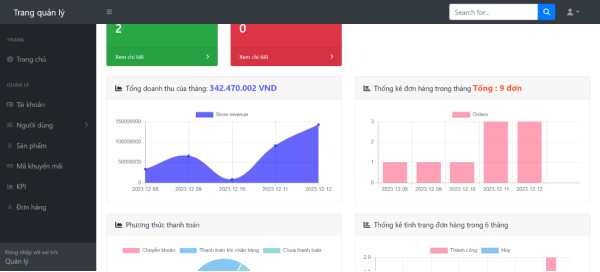 Trang quản lý
Search for...
TRANG
Trang chủ
QUẢN LÝ
Tài khoản
Người dùng
Sản phẩm
Mã khuyến mãi
KPI
Đơn hàng
Đăng nhập với vai trò:
Quản lý
2
0
Xem chi tiết
Xem chi tiết
Tổng doanh thu của tháng: 342.470.002 VND
Store revenue
150000000
100000000
50000000
0
2023.12.08
2023.12.09
2023.12.10
2023.12.11
2023.12.12
Thống kê đơn hàng trong tháng Tổng : 9 đơn
Orders
3
2
1
0
2023.12.08
2023.12.09
2023.12.10
2023.12.11
2023.12.12
Phương thức thanh toán
Chuyển khoản
Thanh toán khi nhận hàng
Chưa thanh toán
Thống kê tình trạng đơn hàng trong 6 tháng
Thành công
Hủy
2.0
1.8